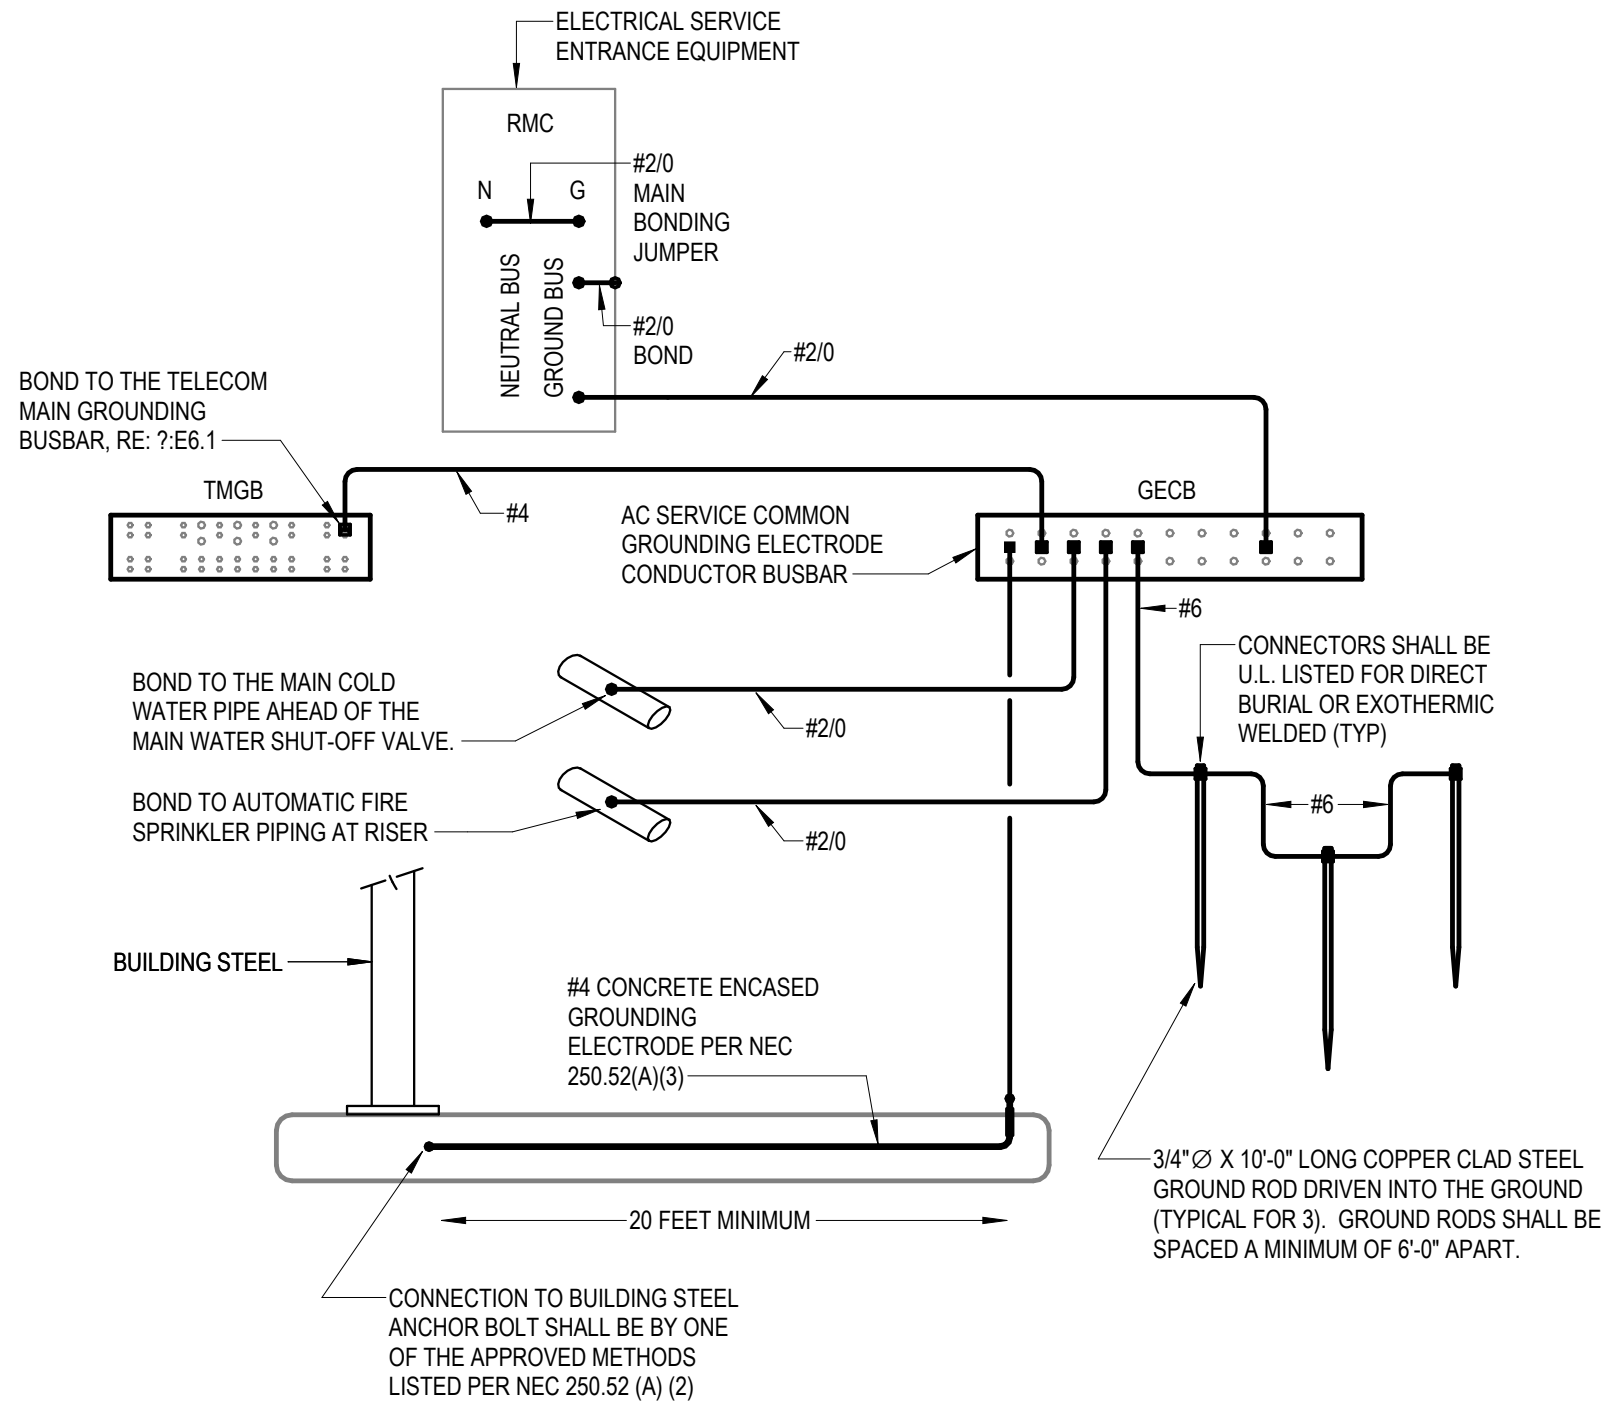 ELECTRICAL SERVICE
ENTRANCE EQUIPMENT
RMC
#2/0
MAIN
BONDING
JUMPER
N
G
NEUTRAL BUS
GROUND BUS
#2/0
BOND
#2/0
BOND TO THE TELECOM
MAIN GROUNDING
BUSBAR, RE: ?:E6.1
TMGB
#4
AC SERVICE COMMON
GROUNDING ELECTRODE
CONDUCTOR BUSBAR
GECB
#6
CONNECTORS SHALL BE
U.L. LISTED FOR DIRECT
BURIAL OR EXOTHERMIC
WELDED (TYP)
BOND TO THE MAIN COLD
WATER PIPE AHEAD OF THE
MAIN WATER SHUT-OFF VALVE.
#2/0
BOND TO AUTOMATIC FIRE
SPRINKLER PIPING AT RISER
#2/0
#6
BUILDING STEEL
#4 CONCRETE ENCASED
GROUNDING
ELECTRODE PER NEC
250.52(A)(3)
20 FEET MINIMUM
3/4"Ø X 10'-0" LONG COPPER CLAD STEEL
GROUND ROD DRIVEN INTO THE GROUND
(TYPICAL FOR 3). GROUND RODS SHALL BE
SPACED A MINIMUM OF 6'-0" APART.
CONNECTION TO BUILDING STEEL
ANCHOR BOLT SHALL BE BY ONE
OF THE APPROVED METHODS
LISTED PER NEC 250.52 (A) (2)